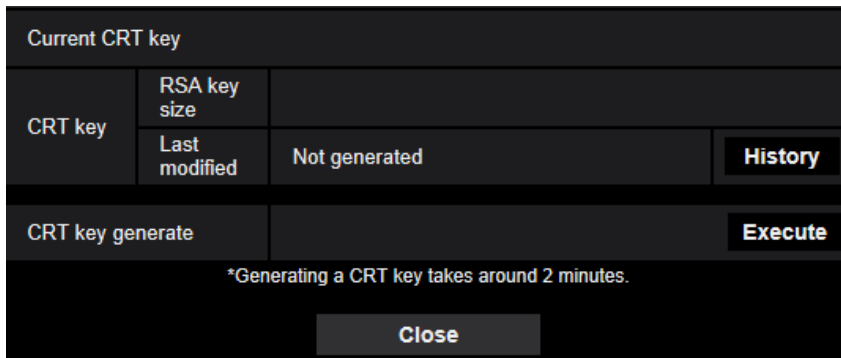 Current CRT key
CRT key
RSA key
size
Last
modified
Not generated
History
CRT key generate
Execute
*Generating a CRT key takes around 2 minutes.
Close